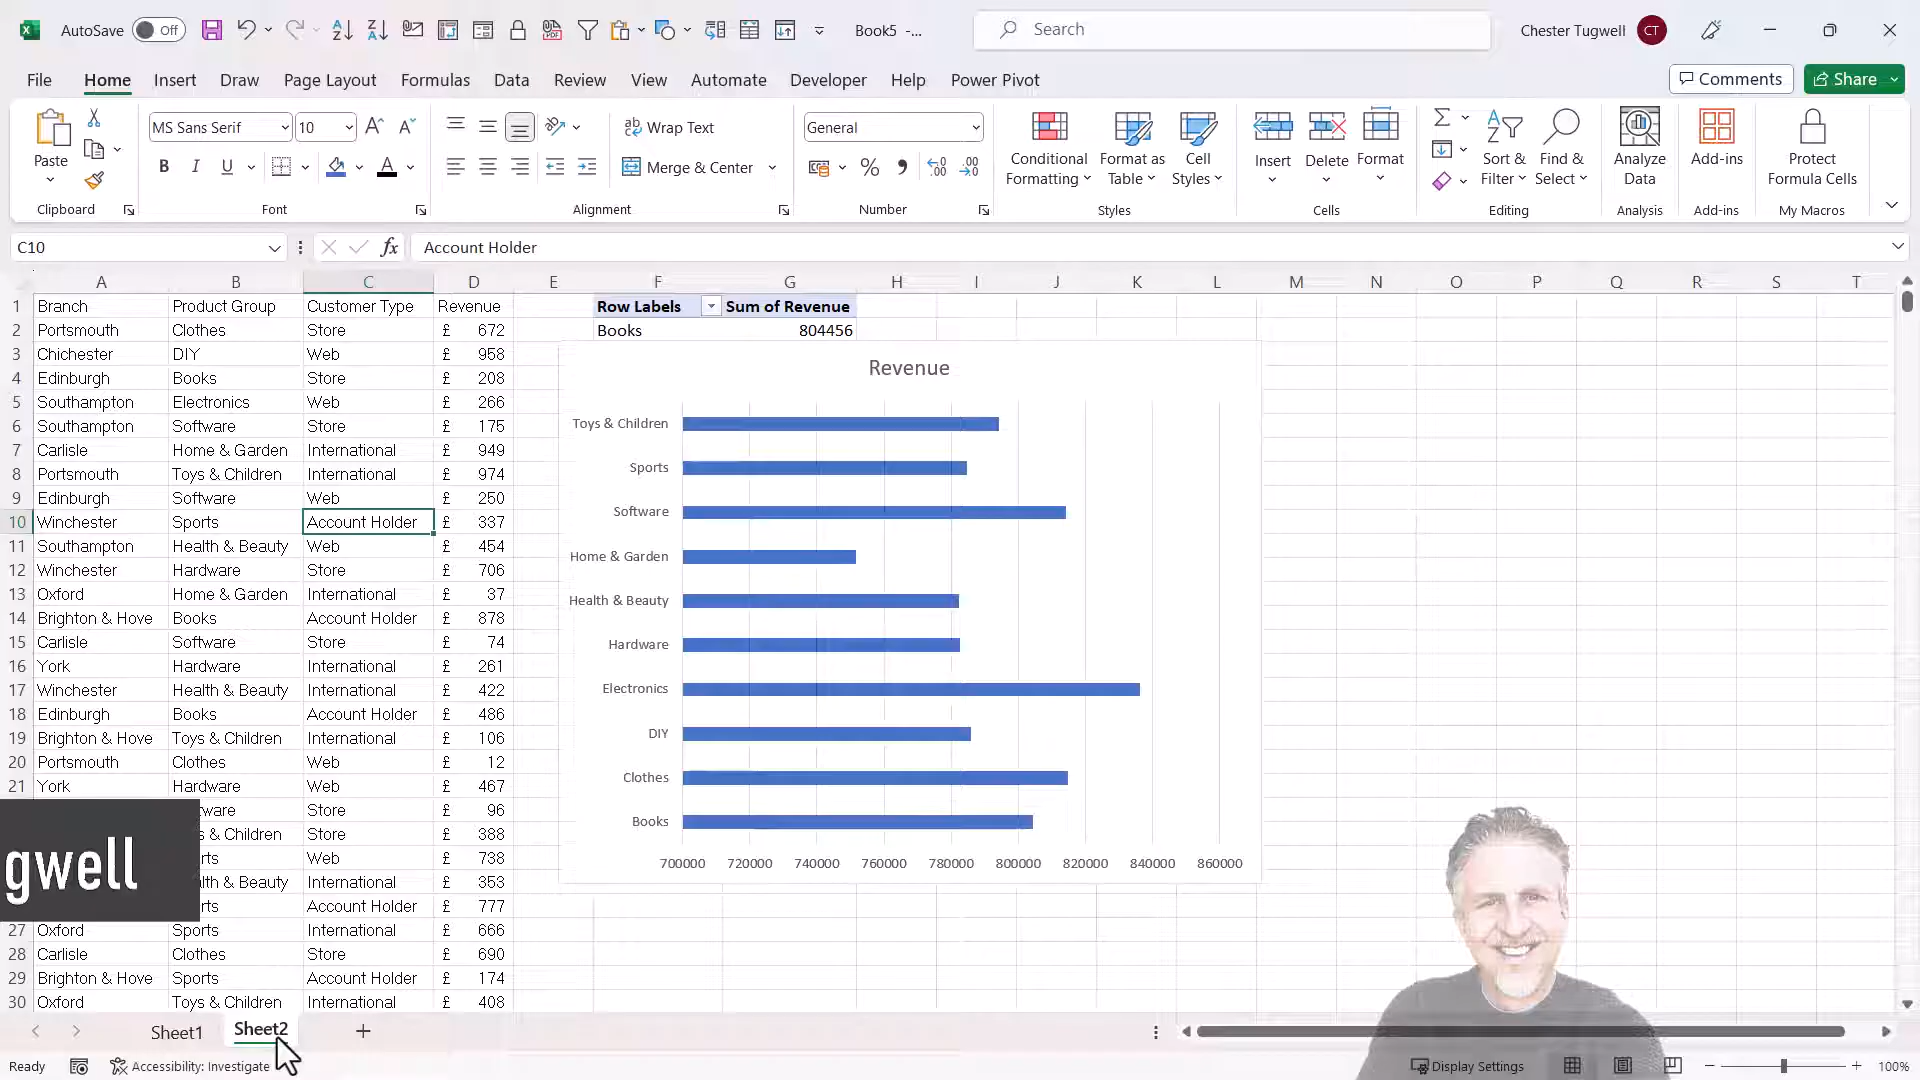 AutoSave Off Book5 -... Search Chester Tugwell CT
File Home Insert Draw Page Layout Formulas Data Review View Automate Developer Help Power Pivot Comments Share
Paste MS Sans Serif 10 Wrap Text General Conditional Formatting Format as Table Cell Styles Insert Delete Format Sort & Filter Find & Select Analyze Data Add-ins Protect Formula Cells
B I U Merge & Center
Clipboard Font Alignment Number Styles Cells Editing Analysis Add-ins My Macros
C10 fx Account Holder
A B C D E F G H I J K L M N O P Q R S T
1 Branch Product Group Customer Type Revenue Row Labels Sum of Revenue
2 Portsmouth Clothes Store £ 672 Books 804456
3 Chichester DIY Web £ 958
4 Edinburgh Books Store £ 208
5 Southampton Electronics Web £ 266
6 Southampton Software Store £ 175
7 Carlisle Home & Garden International £ 949
8 Portsmouth Toys & Children International £ 974
9 Edinburgh Software Web £ 250
10 Winchester Sports Account Holder £ 337
11 Southampton Health & Beauty Web £ 454
12 Winchester Hardware Store £ 706
13 Oxford Home & Garden International £ 37
14 Brighton & Hove Books Account Holder £ 878
15 Carlisle Software Store £ 74
16 York Hardware International £ 261
17 Winchester Health & Beauty International £ 422
18 Edinburgh Books Account Holder £ 486
19 Brighton & Hove Toys & Children International £ 106
20 Portsmouth Clothes Web £ 12
21 York Hardware Web £ 467
tware Store £ 96
s & Children Store £ 388
rts Web £ 738
lth & Beauty International £ 353
rts Account Holder £ 777
27 Oxford Sports International £ 666
28 Carlisle Clothes Store £ 690
29 Brighton & Hove Sports Account Holder £ 174
30 Oxford Toys & Children International £ 408
gwell
Revenue
Toys & Children
Sports
Software
Home & Garden
Health & Beauty
Hardware
Electronics
DIY
Clothes
Books
700000 720000 740000 760000 780000 800000 820000 840000 860000
Sheet1 Sheet2
Ready Accessibility: Investigate Display Settings 100%